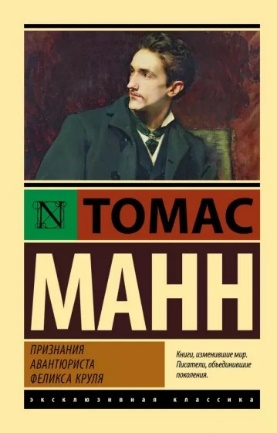 N ТОМАС
МАНН
ПРИЗНАНИЯ
АВАНТЮРИСТА
ФЕЛИКСА КРУЛЯ
Книги, изменившие мир.
Писатели, объединившие
поколения.
эксклюзивная классика